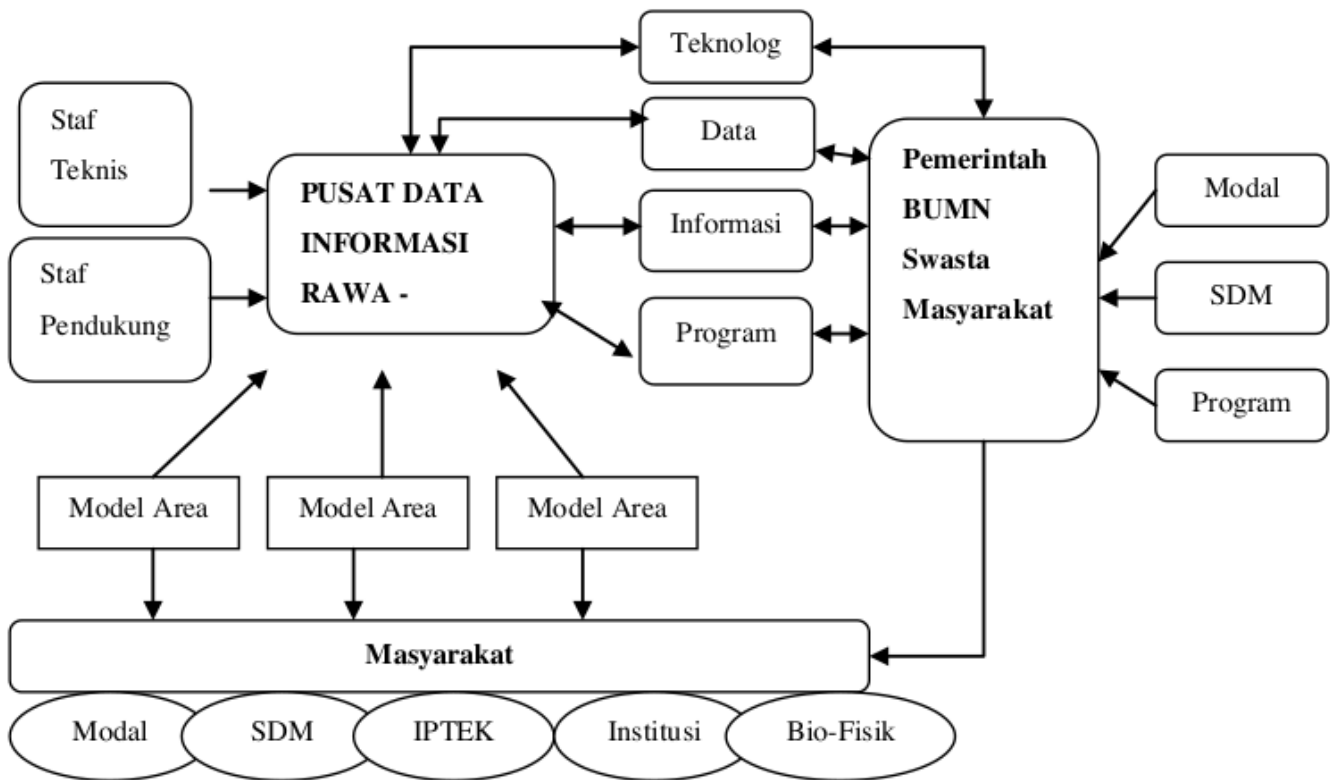 Teknolog
Staf
Teknis
Data
PUSAT DATA
INFORMASI
RAWA -
Pemerintah
BUMN
Swasta
Masyarakat
Modal
Informasi
Staf
Pendukung
SDM
Program
Program
Model Area
Model Area
Model Area
Masyarakat
Modal
SDM
IPTEK
Institusi
Bio-Fisik